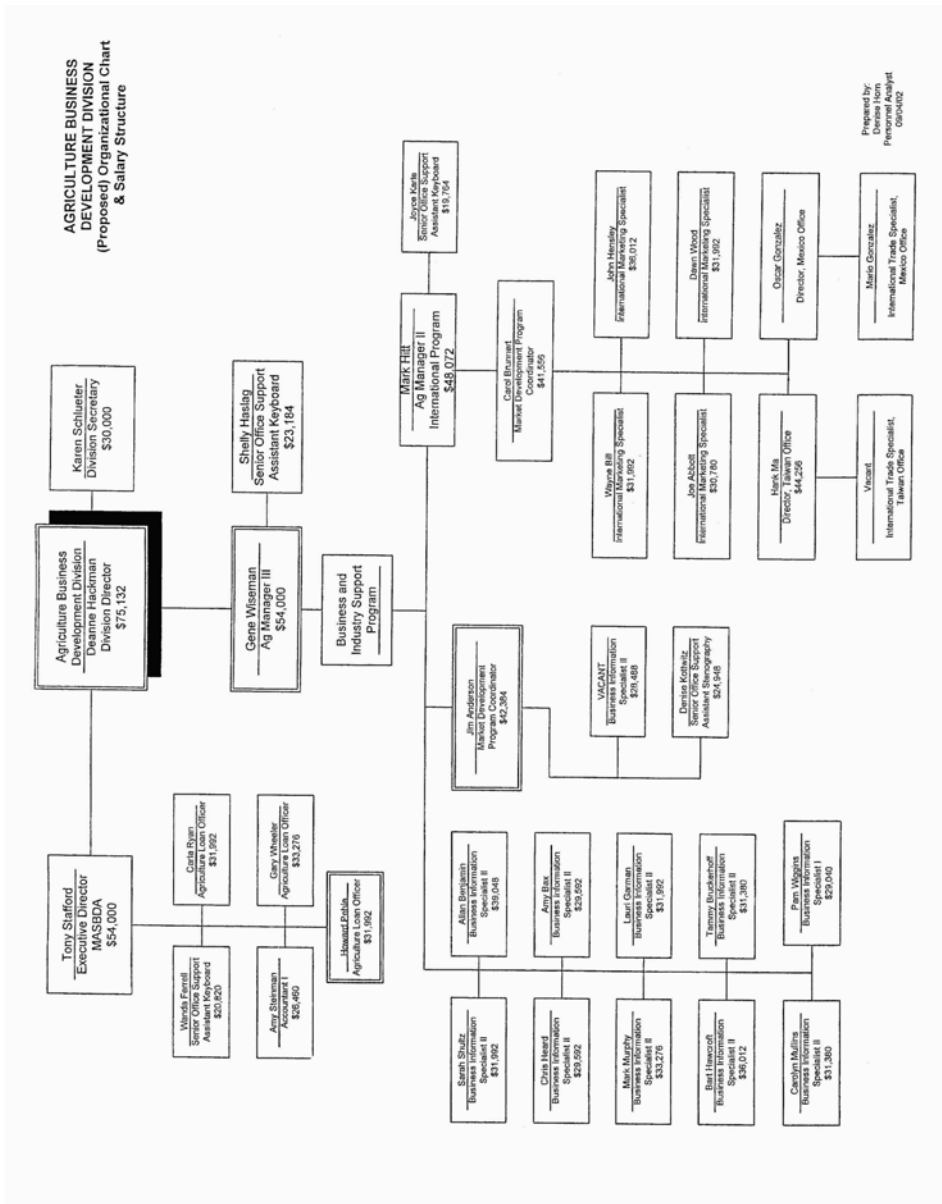 AGRICULTURE BUSINESS
DEVELOPMENT DIVISION
(Proposed) Organizational Chart
& Salary Structure
Agriculture Business
Development Division
Deanne Hackman
Division Director
$75,132
Karen Schlueter
Division Secretary
$30,000
Tony Stafford
Executive Director
MASBDA
$54,000
Wanda Ferrell
Senior Office Support
Assistant Keyboard
$20,820
Carla Ryan
Agriculture Loan Officer
$31,992
Amy Steinman
Accountant I
$26,460
Gary Wheeler
Agriculture Loan Officer
$33,276
Howard
Agriculture Loan Officer
$31,992
Gene Wiseman
Ag Manager III
$54,000
Shelly Haslag
Senior Office Support
Assistant Keyboard
$23,184
Business and
Industry Support
Program
Mark Hill
Ag Manager II
International Program
$48,072
Joyce Karle
Senior Office Support
Assistant Keyboard
$19,764
Jim Anderson
Market Development
Program Coordinator
$42,384
VACANT
Business Information
Specialist II
$28,488
Denise Kottwitz
Senior Office Support
Assistant Stenography
$24,948
Carol Brunnert
Market Development Program
Coordinator
$41,556
Sarah Shultz
Business Information
Specialist II
$31,992
Allan Benjamin
Business Information
Specialist II
$39,048
Chris Heard
Business Information
Specialist II
$29,592
Amy Bax
Business Information
Specialist II
$29,592
Mark Murphy
Business Information
Specialist II
$33,276
Lauri Garman
Business Information
Specialist II
$31,992
Bart Hawcroft
Business Information
Specialist II
$36,012
Tammy Bruckerhoff
Business Information
Specialist II
$31,380
Carolyn Mullins
Business Information
Specialist II
$31,380
Pam Wiggins
Business Information
Specialist I
$29,040
Wayne Bill
International Marketing Specialist
$31,992
John Hensley
International Marketing Specialist
$36,012
Joe Abbott
International Marketing Specialist
$30,780
Dawn Wood
International Marketing Specialist
$31,992
Hank Ma
Director, Taiwan Office
$44,256
Oscar Gonzalez
Director, Mexico Office
Vacant
International Trade Specialist,
Taiwan Office
Mario Gonzalez
International Trade Specialist,
Mexico Office
Prepared by:
Denise Horn
Personnel Analyst
09/04/02